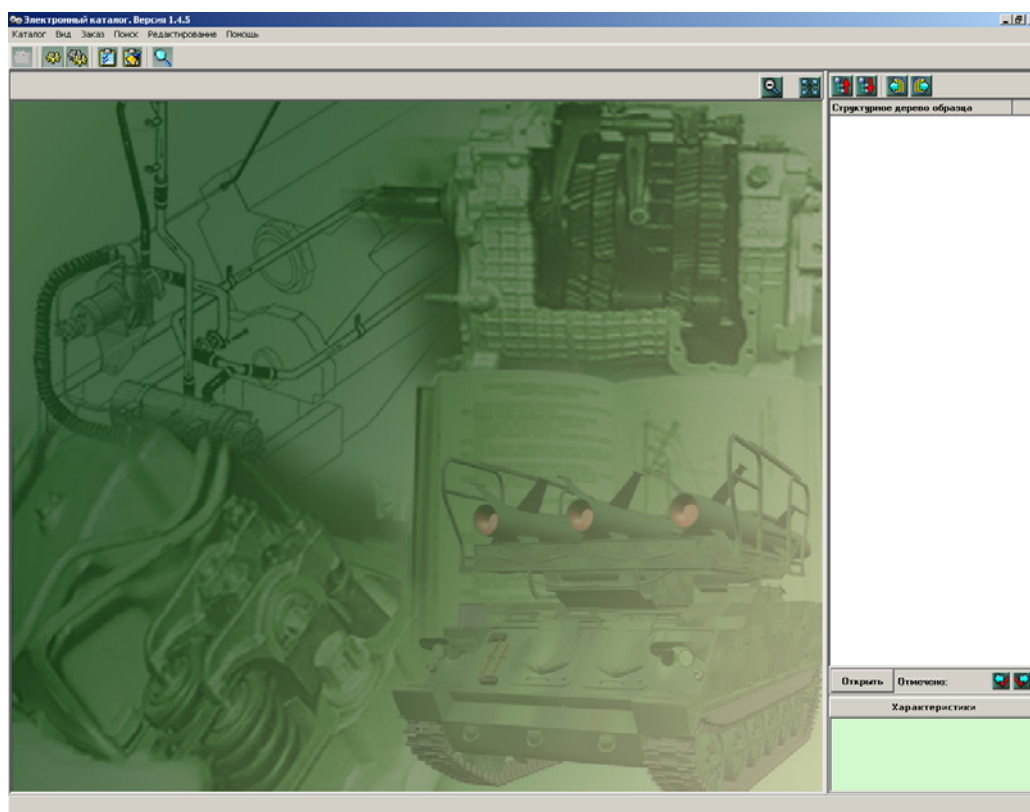 Электронный каталог. Версия 1.4.5
Каталог Вид Заказ Поиск Редактирование Помощь
Структурное дерево образца
Открыть Отмечено:
Характеристики